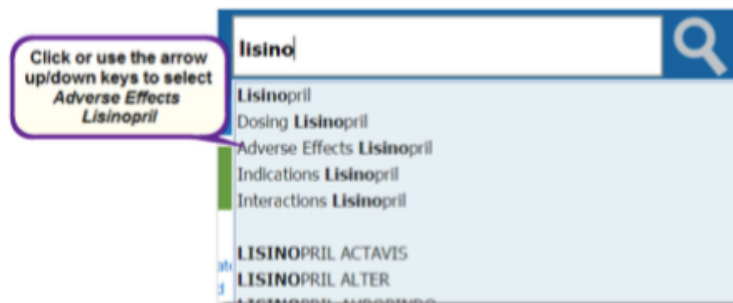 lisino
Click or use the arrow
up/down keys to select
Adverse Effects
Lisinopril
Lisinopril
Dosing Lisinopril
Adverse Effects Lisinopril
Indications Lisinopril
Interactions Lisinopril
LISINOPRIL ACTAVIS
LISINOPRIL ALTER